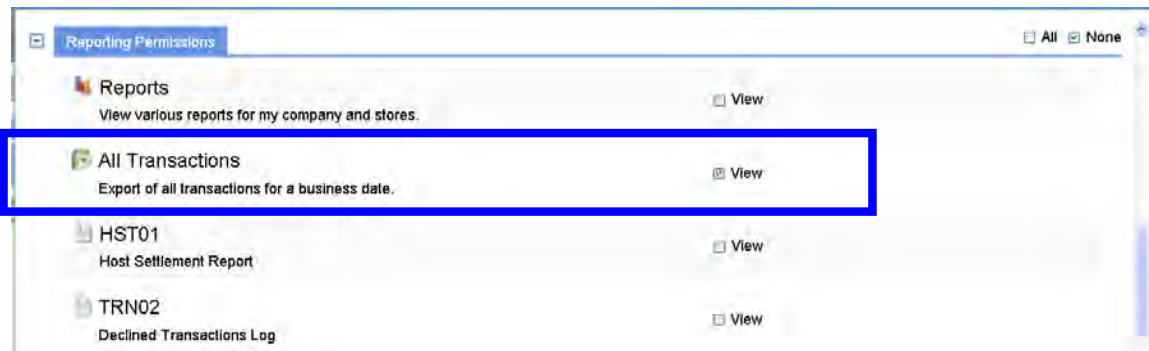 Reporting Permissions All None
Reports
View various reports for my company and stores.
View
All Transactions
Export of all transactions for a business date.
View
HST01
Host Settlement Report
View
TRN02
Declined Transactions Log
View